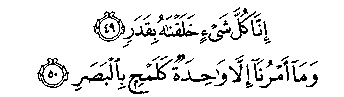 إِنَّا كُلَّ شَىْءٍ خَلَقْنَٰهُ بِقَدَرٍ ﴿٤٩﴾
وَمَآ أَمْرُنَآ إِلَّا وَٰحِدَةٌ كَلَمْحٍۭ بِٱلْبَصَرِ ﴿٥٠﴾